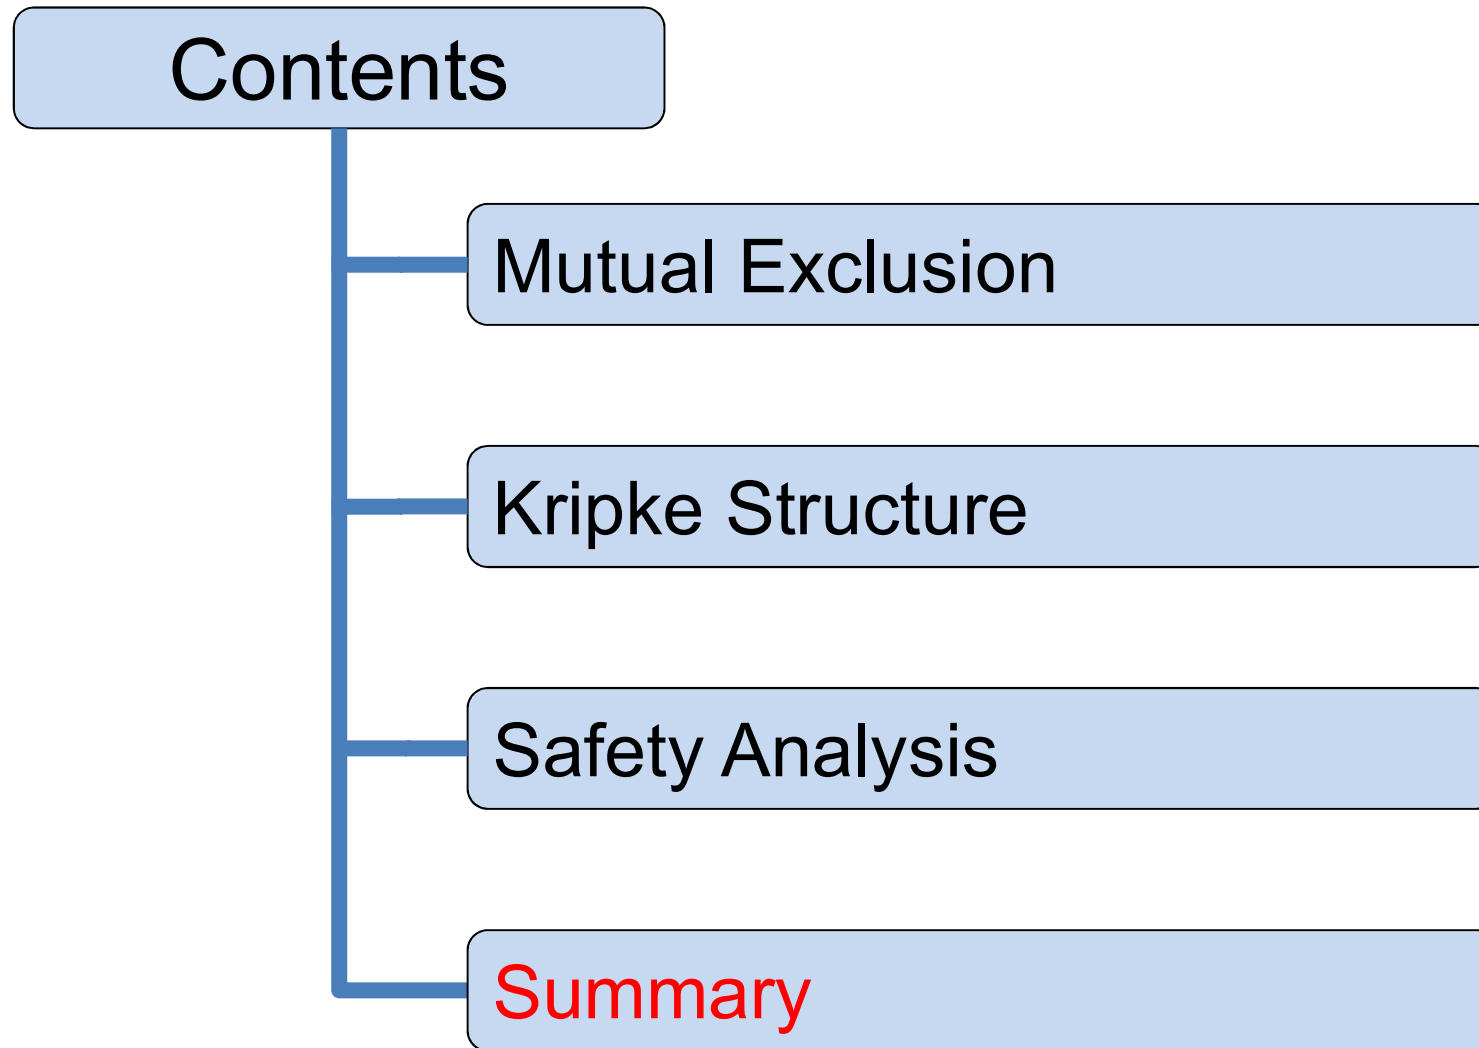 Contents
Mutual Exclusion
Kripke Structure
Safety Analysis
Summary